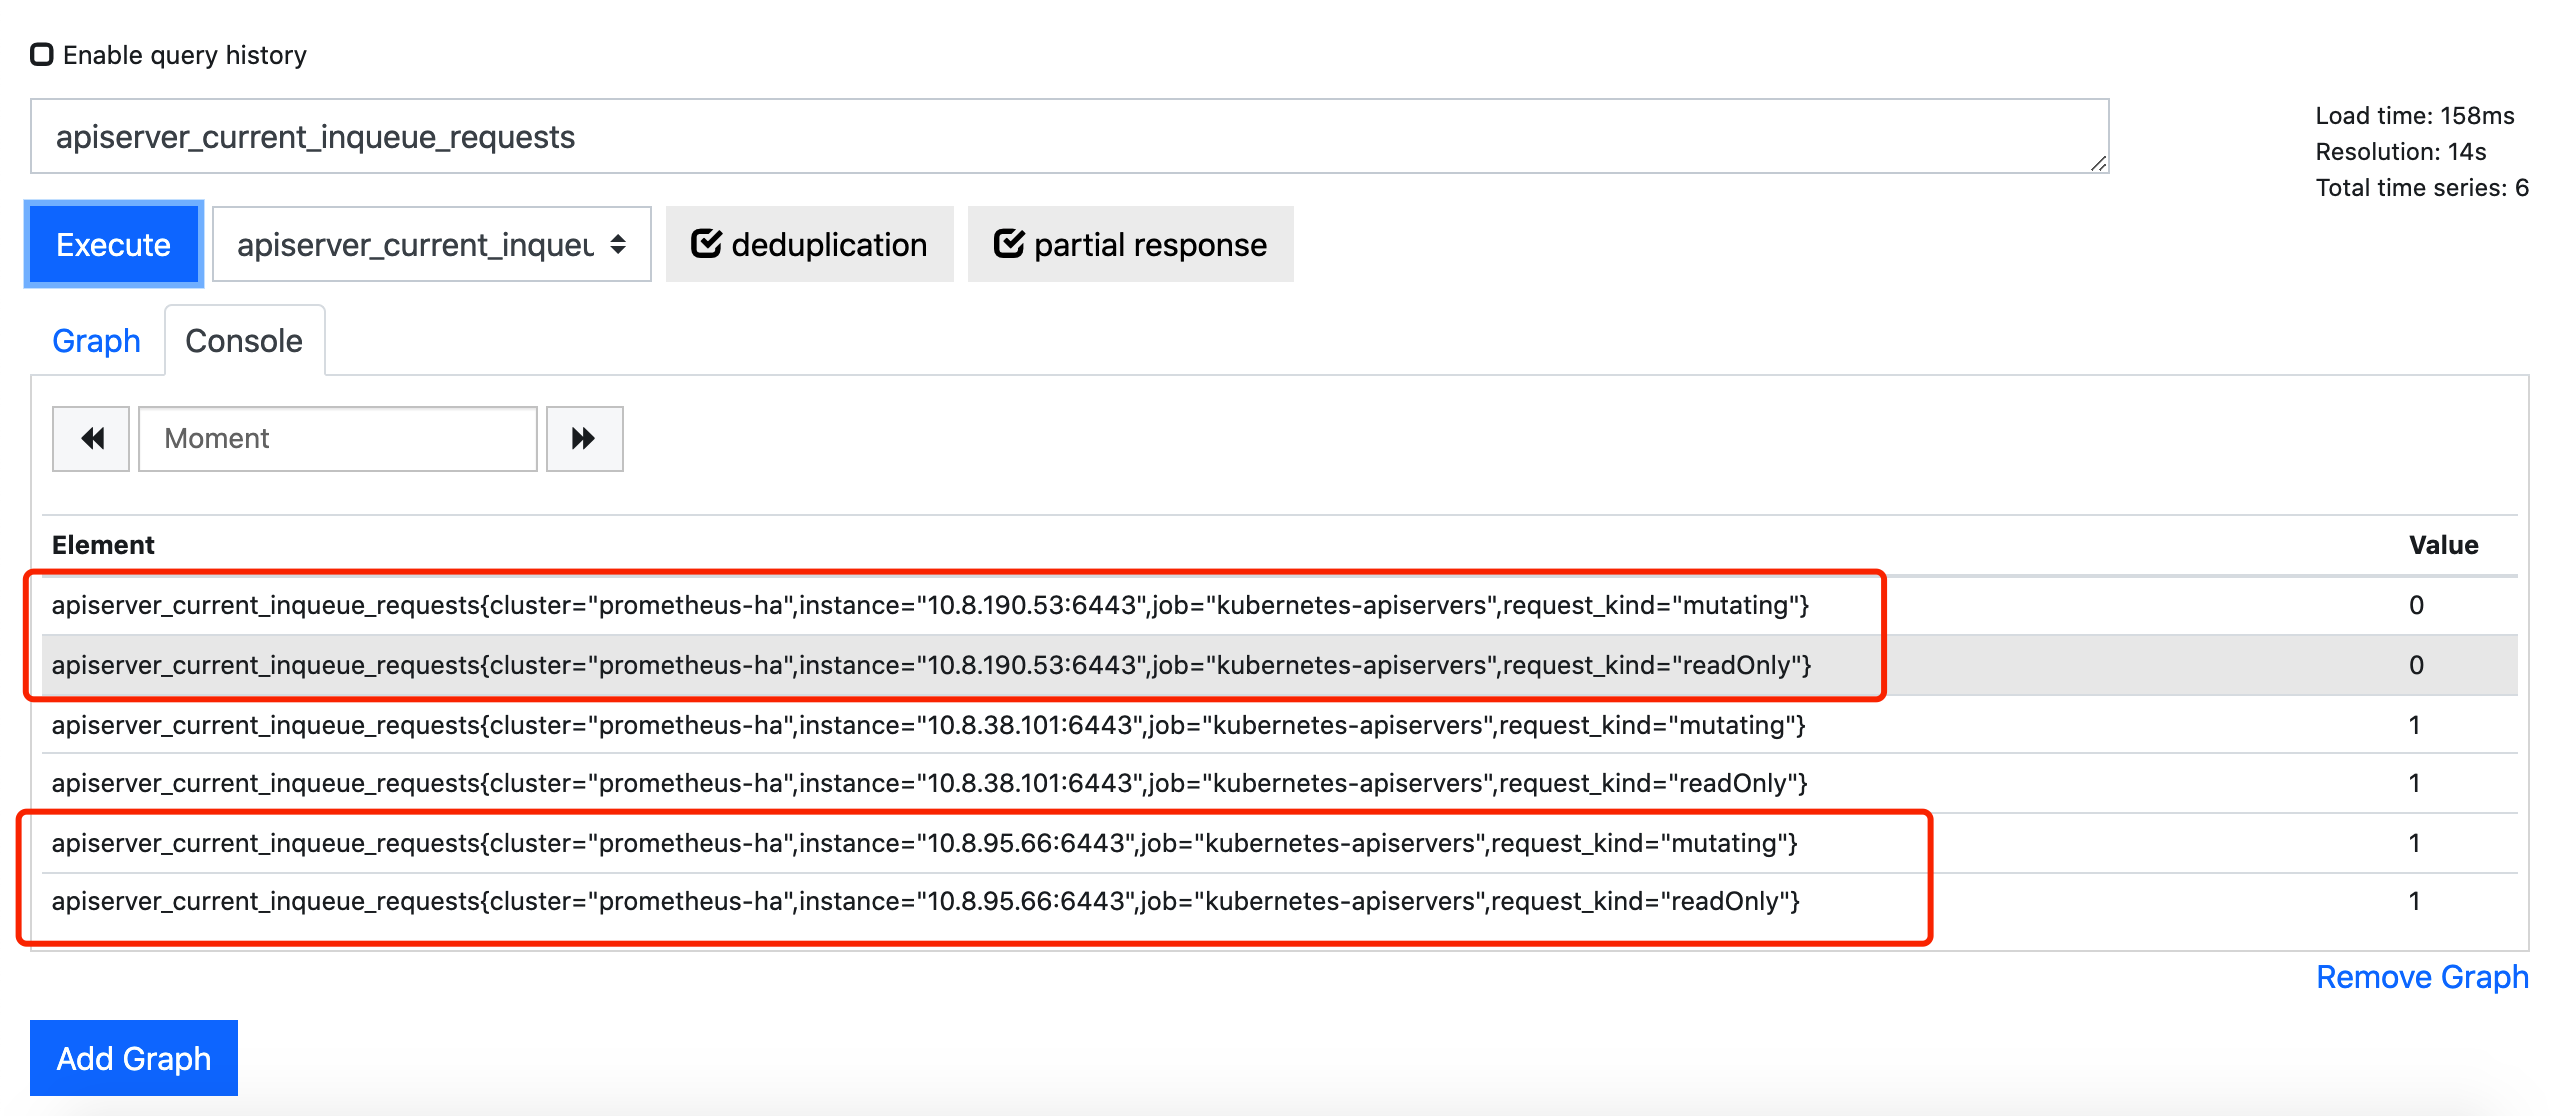 Enable query history
apiserver_current_inqueue_requests
Load time: 158ms
Resolution: 14s
Total time series: 6
Execute
apiserver_current_inqueu
deduplication
partial response
Graph
Console
Moment
Element Value
apiserver_current_inqueue_requests{cluster="prometheus-ha",instance="10.8.190.53:6443",job="kubernetes-apiservers",request_kind="mutating"} 0
apiserver_current_inqueue_requests{cluster="prometheus-ha",instance="10.8.190.53:6443",job="kubernetes-apiservers",request_kind="readOnly"} 0
apiserver_current_inqueue_requests{cluster="prometheus-ha",instance="10.8.38.101:6443",job="kubernetes-apiservers",request_kind="mutating"} 1
apiserver_current_inqueue_requests{cluster="prometheus-ha",instance="10.8.38.101:6443",job="kubernetes-apiservers",request_kind="readOnly"} 1
apiserver_current_inqueue_requests{cluster="prometheus-ha",instance="10.8.95.66:6443",job="kubernetes-apiservers",request_kind="mutating"} 1
apiserver_current_inqueue_requests{cluster="prometheus-ha",instance="10.8.95.66:6443",job="kubernetes-apiservers",request_kind="readOnly"} 1
Remove Graph
Add Graph